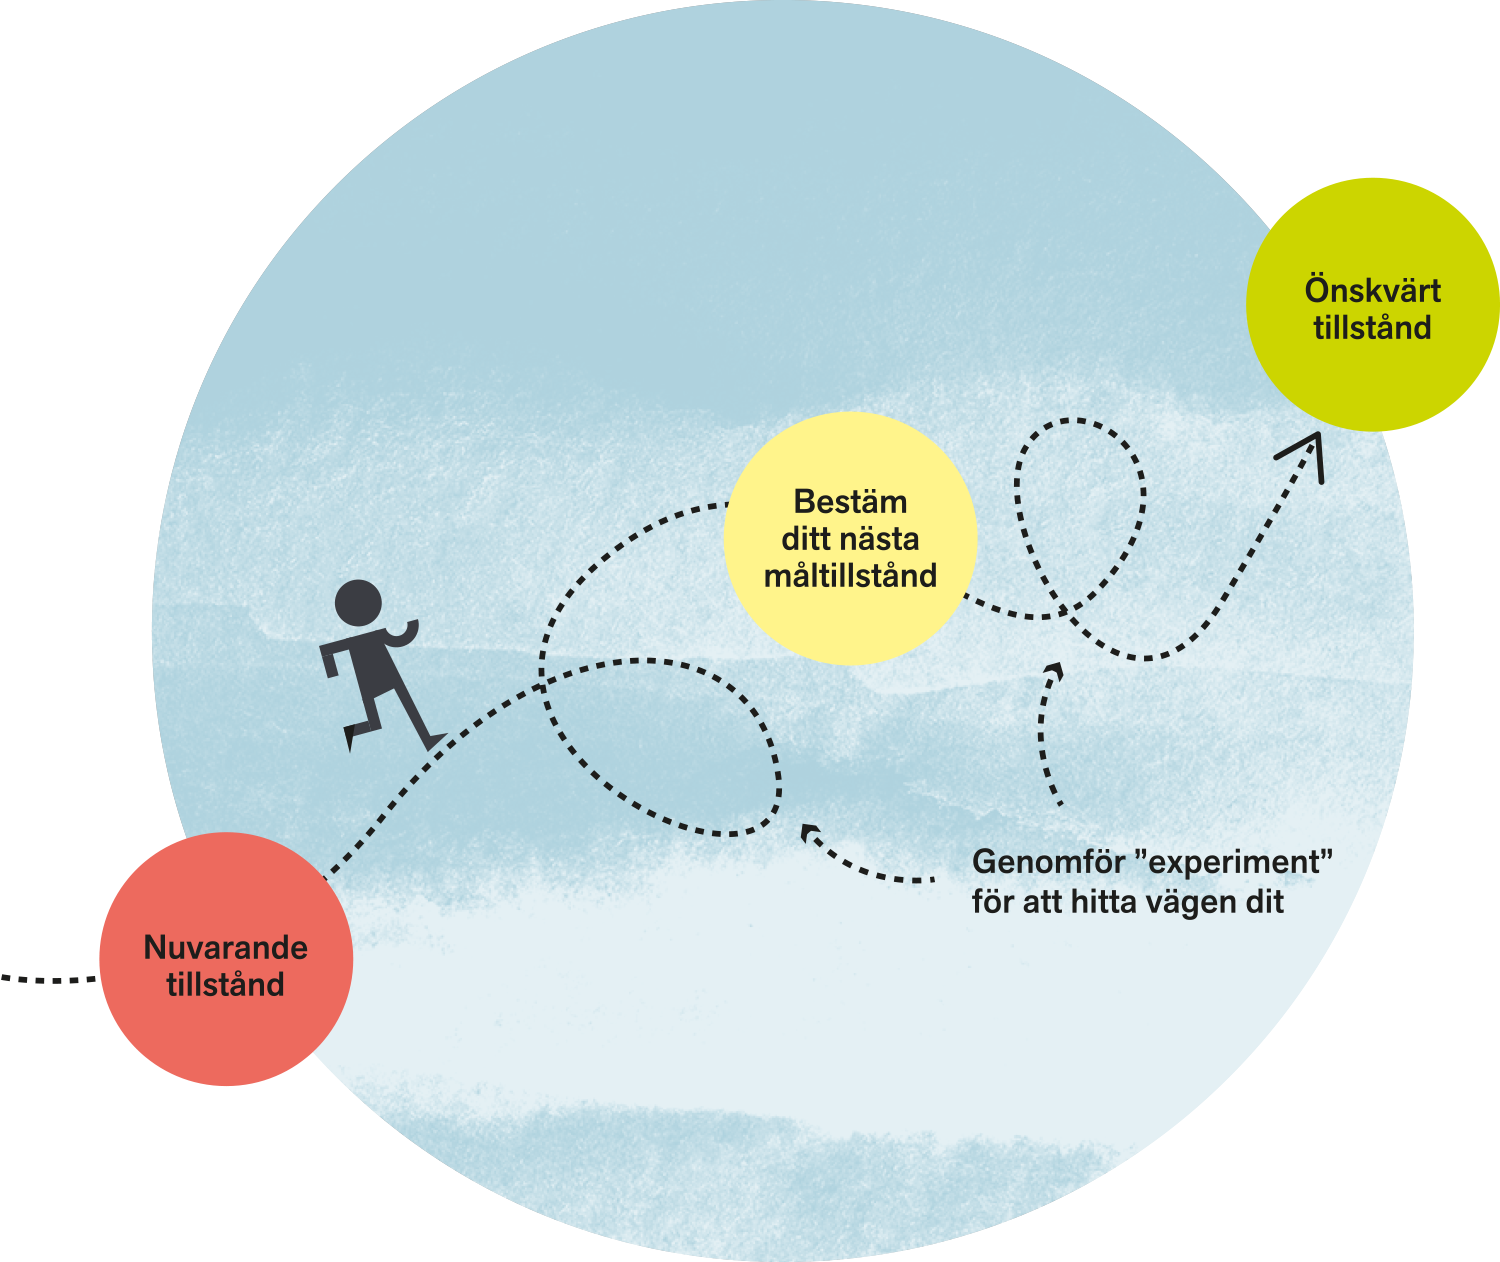 Önskvärt
tillstånd
Bestäm
ditt nästa
måltillstånd
Genomför ”experiment”
för att hitta vägen dit
Nuvarande
tillstånd